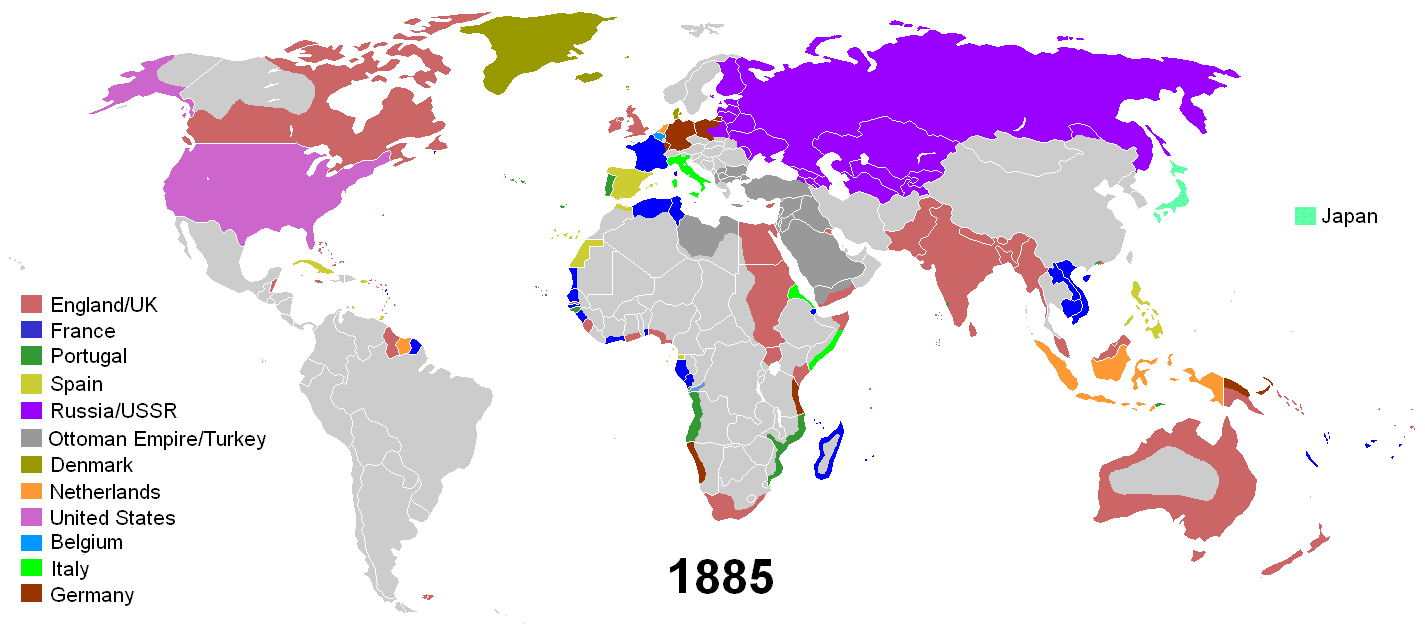 Japan
England/UK
France
Portugal
Spain
Russia/USSR
Ottoman Empire/Turkey
Denmark
Netherlands
United States
Belgium
Italy
Germany
1885